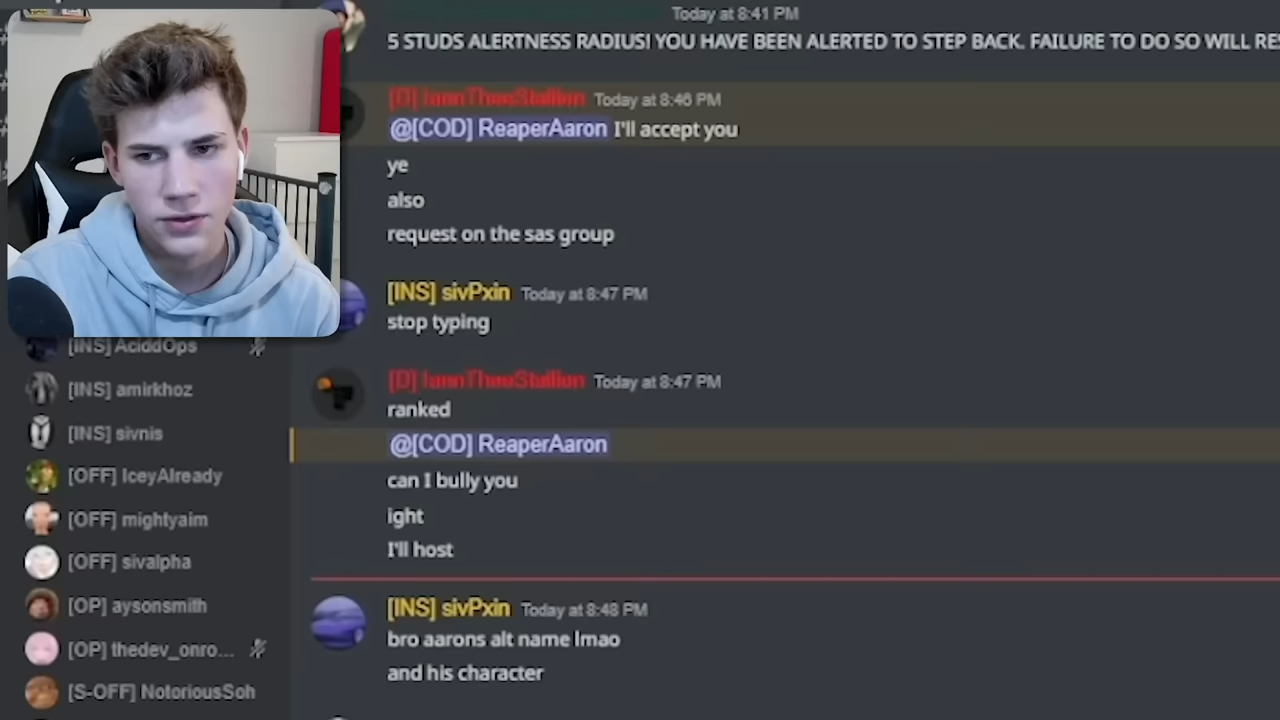 Today at 8:41 PM
5 STUDS ALERTNESS RADIUS! YOU HAVE BEEN ALERTED TO STEP BACK. FAILURE TO DO SO WILL RES
[D] IannTheeStallion Today at 8:46 PM
@[COD] ReaperAaron I'll accept you
ye
also
request on the sas group
[INS] sivPxin Today at 8:47 PM
stop typing
[D] IannTheeStallion Today at 8:47 PM
ranked
@[COD] ReaperAaron
can I bully you
ight
I'll host
[INS] sivPxin Today at 8:48 PM
bro aarons alt name lmao
and his character
[INS] AciddOps
[INS] amirkhoz
[INS] sivnis
[OFF] IceyAlready
[OFF] mightyaim
[OFF] sivalpha
[OP] aysonsmith
[OP] thedev_onro...
[S-OFF] NotoriousSoh